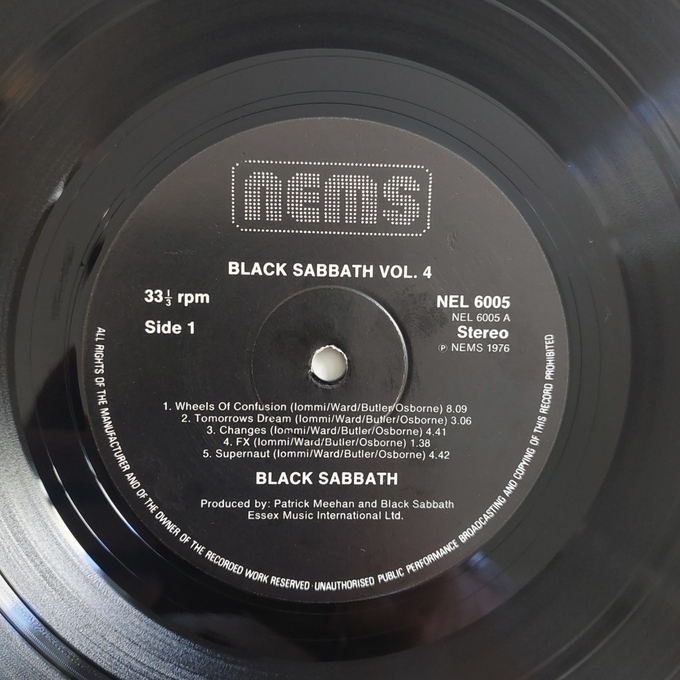 nems
BLACK SABBATH VOL. 4
33⅓ rpm
NEL 6005
NEL 6005 A
Side 1
Stereo
Ⓟ NEMS 1976
1. Wheels Of Confusion (Iommi/Ward/Butler/Osborne) 8.09
2. Tomorrows Dream (Iommi/Ward/Butler/Osborne) 3.06
3. Changes (Iommi/Ward/Butler/Osborne) 4.41
4. FX (Iommi/Ward/Butler/Osborne) 1.38
5. Supernaut (Iommi/Ward/Butler/Osborne) 4.42
BLACK SABBATH
Produced by: Patrick Meehan and Black Sabbath
Essex Music International Ltd.
ALL RIGHTS OF THE MANUFACTURER AND OF THE OWNER OF THE RECORDED WORK RESERVED · UNAUTHORISED PUBLIC PERFORMANCE BROADCASTING AND COPYING OF THIS RECORD PROHIBITED